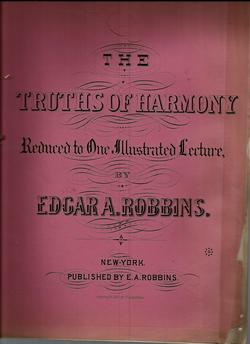 THE
TRUTHS OF HARMONY
Reduced to One Illustrated Lecture,
BY
EDGAR A. ROBBINS.
NEW-YORK.
PUBLISHED BY E.A. ROBBINS.